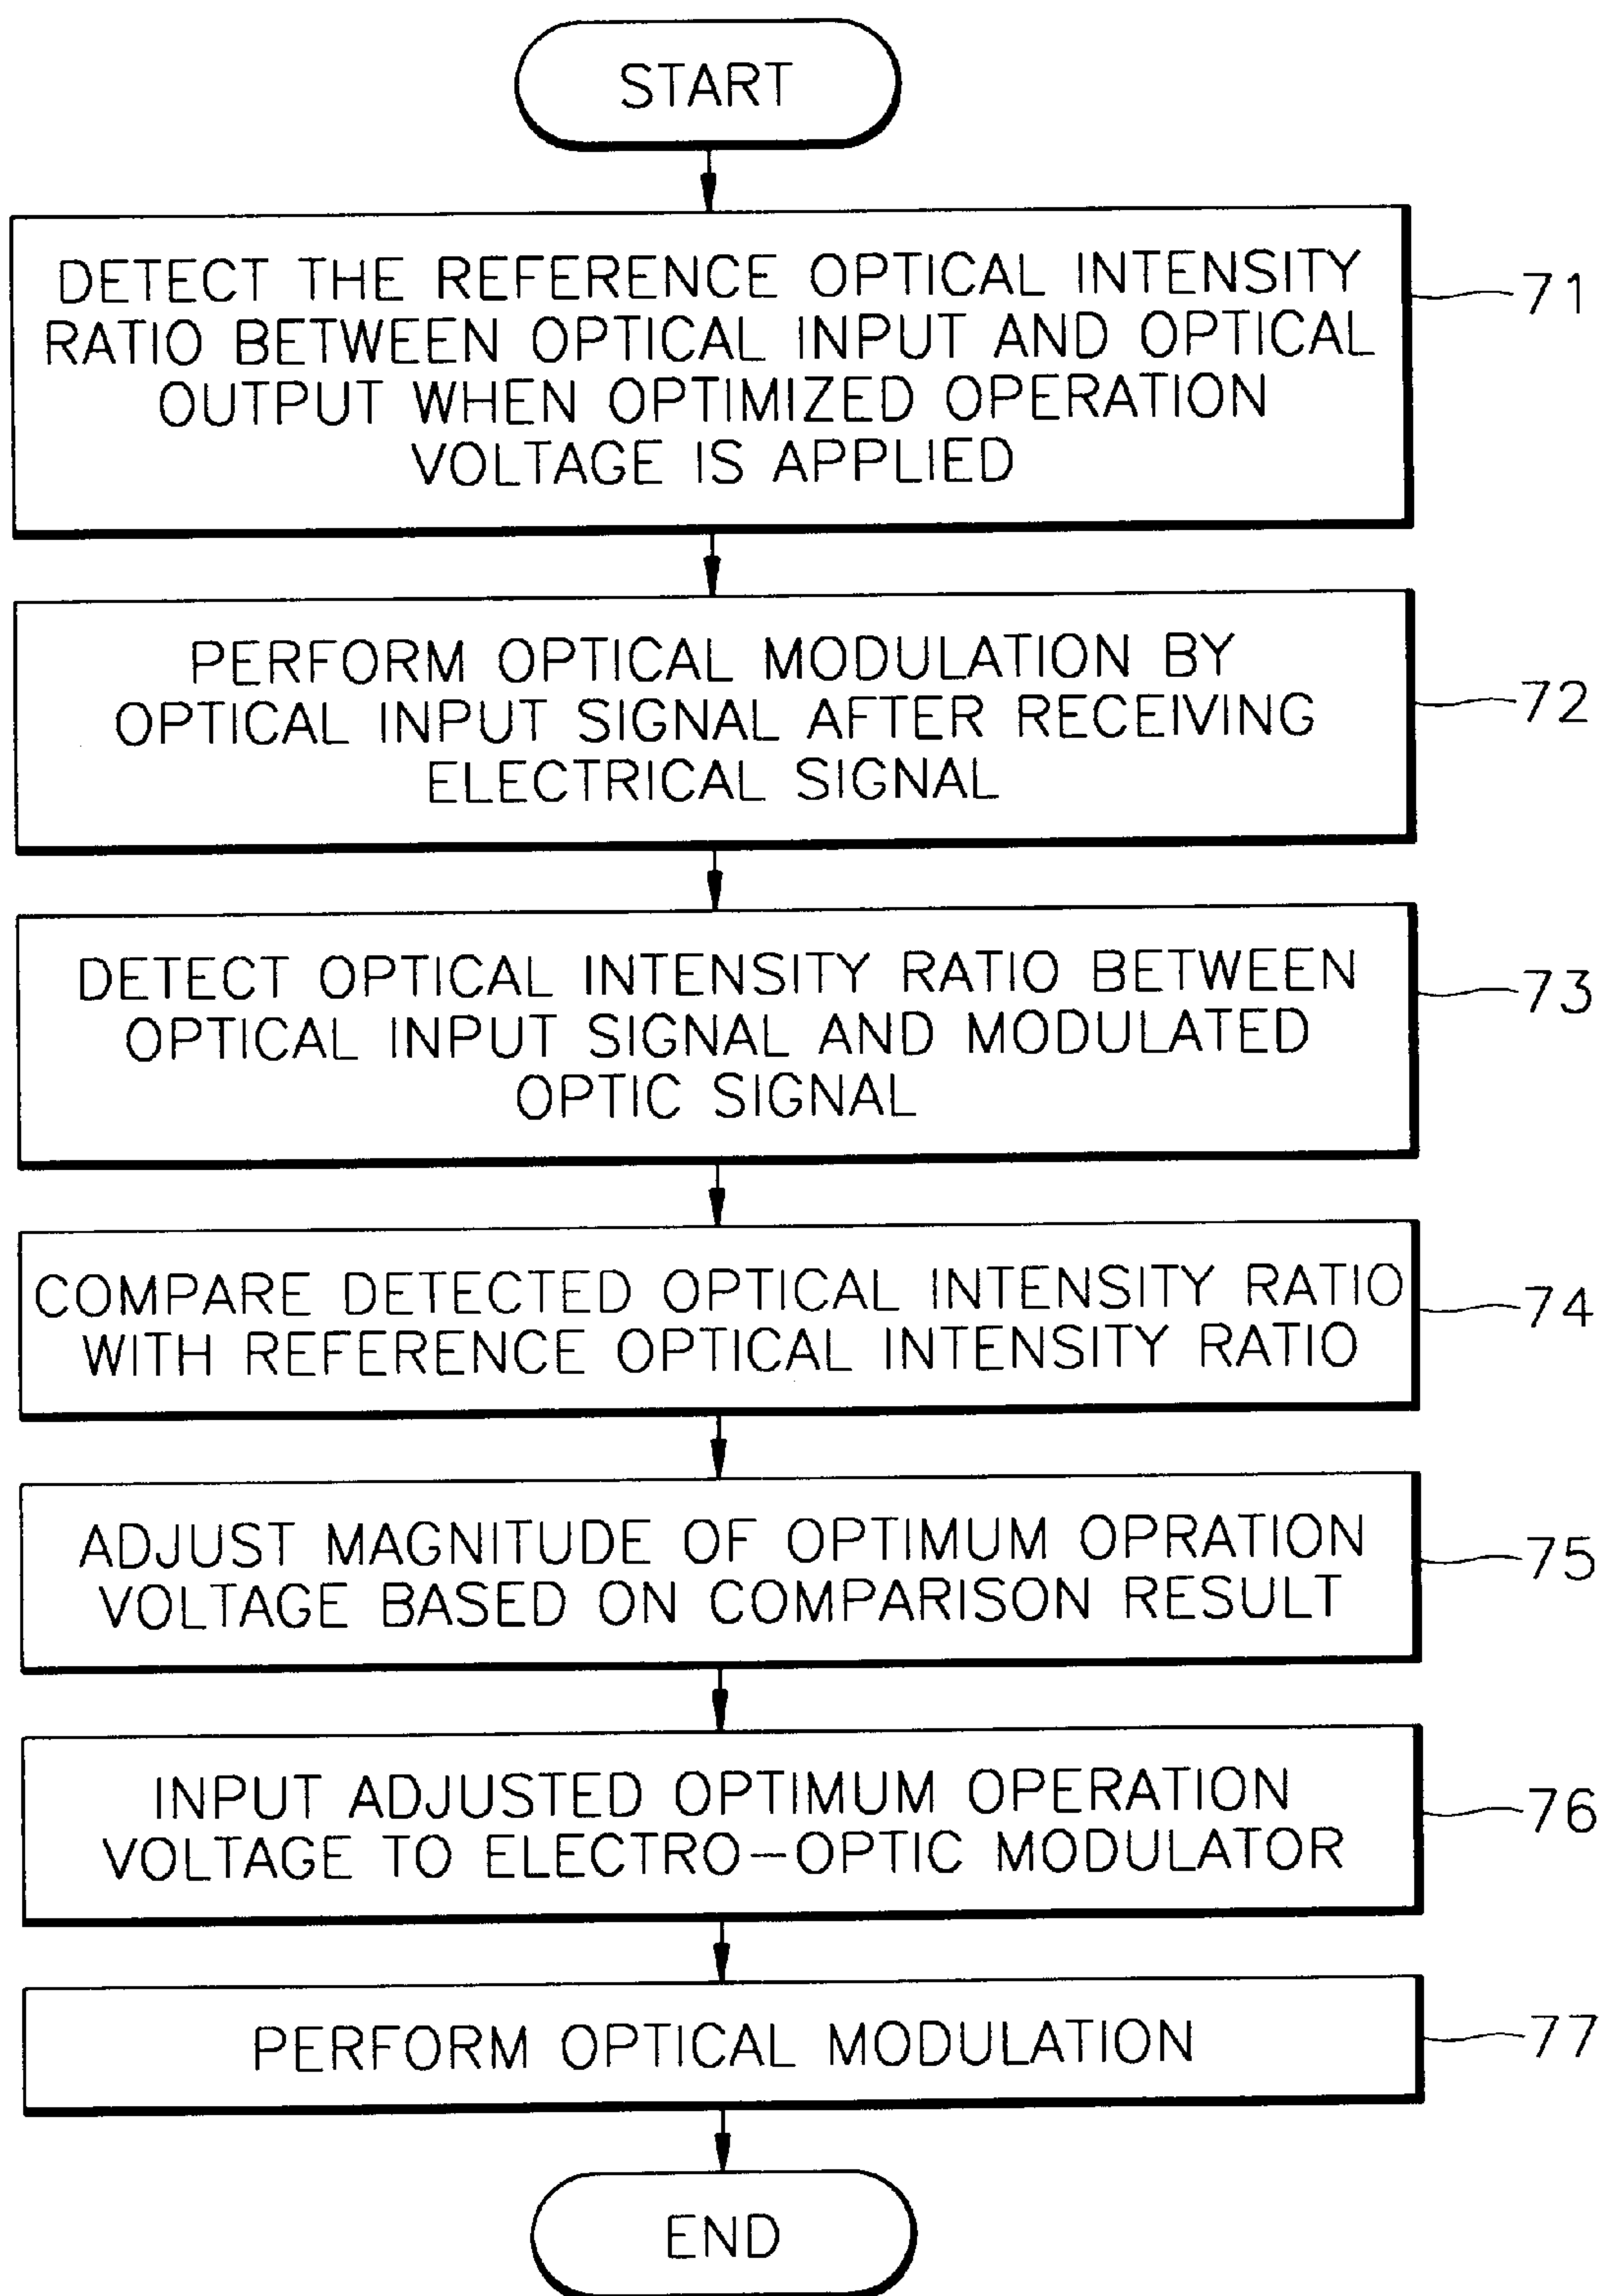 START
DETECT THE REFERENCE OPTICAL INTENSITY
RATIO BETWEEN OPTICAL INPUT AND OPTICAL
OUTPUT WHEN OPTIMIZED OPERATION
VOLTAGE IS APPLIED
71
PERFORM OPTICAL MODULATION BY
OPTICAL INPUT SIGNAL AFTER RECEIVING
ELECTRICAL SIGNAL
72
DETECT OPTICAL INTENSITY RATIO BETWEEN
OPTICAL INPUT SIGNAL AND MODULATED
OPTIC SIGNAL
73
COMPARE DETECTED OPTICAL INTENSITY RATIO
WITH REFERENCE OPTICAL INTENSITY RATIO
74
ADJUST MAGNITUDE OF OPTIMUM OPRATION
VOLTAGE BASED ON COMPARISON RESULT
75
INPUT ADJUSTED OPTIMUM OPERATION
VOLTAGE TO ELECTRO-OPTIC MODULATOR
76
PERFORM OPTICAL MODULATION
77
END